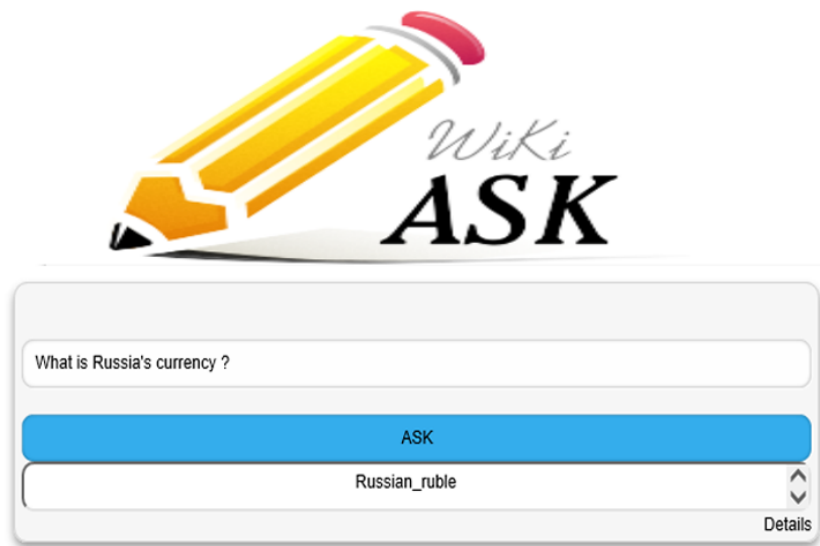 WiKi
ASK
What is Russia's currency ?
ASK
Russian_ruble
Details